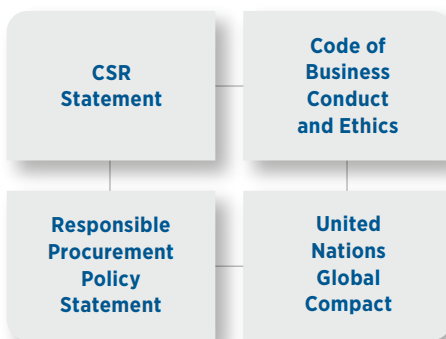 CSR
Statement
Code of
Business
Conduct
and Ethics
Responsible
Procurement
Policy
Statement
United
Nations
Global
Compact